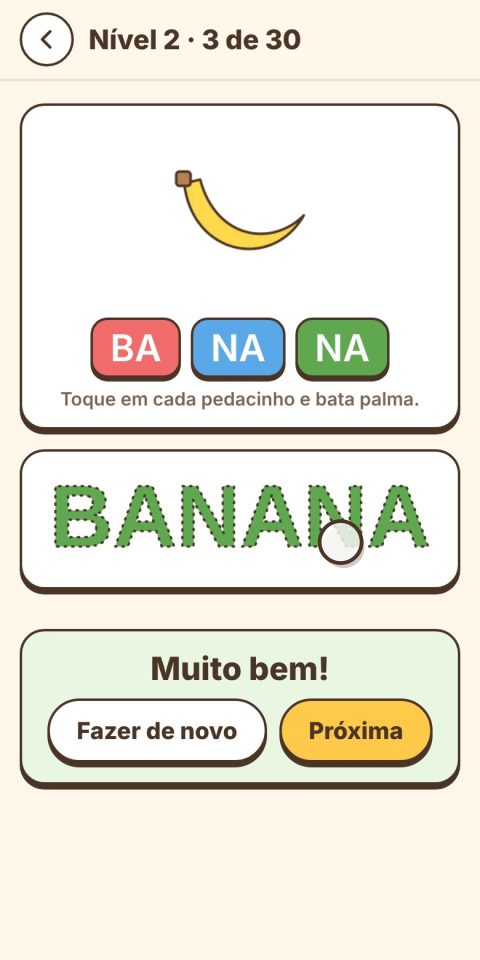 Nível 2 · 3 de 30
BA NA NA
Toque em cada pedacinho e bata palma.
BANANA
Muito bem!
Fazer de novo Próxima